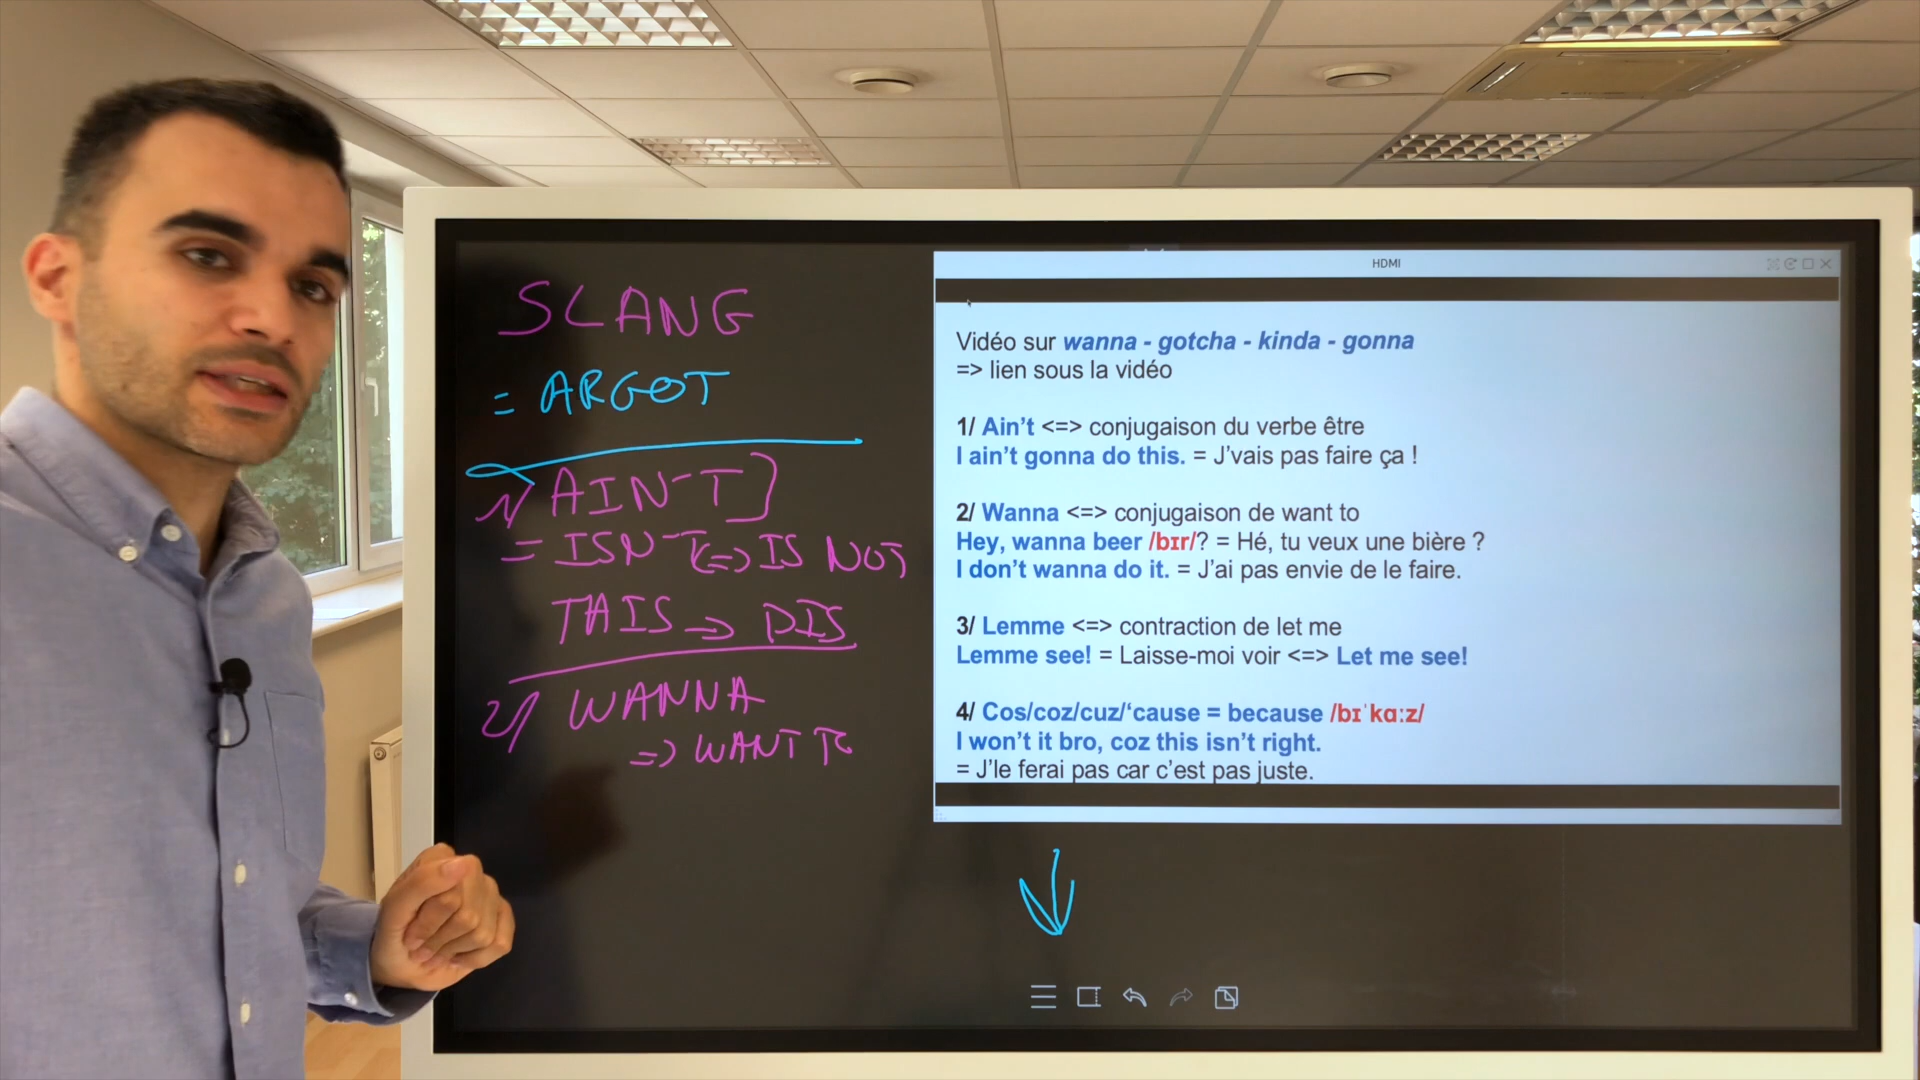 SLANG
= ARGOT
1/ AIN'T]
= ISN'T <=> IS NOT
THIS => DIS
2/ WANNA
=> WANT TO
HDMI
Vidéo sur wanna - gotcha - kinda - gonna
=> lien sous la vidéo
1/ Ain't <=> conjugaison du verbe être
I ain't gonna do this. = J'vais pas faire ça !
2/ Wanna <=> conjugaison de want to
Hey, wanna beer /bɪr/? = Hé, tu veux une bière ?
I don't wanna do it. = J'ai pas envie de le faire.
3/ Lemme <=> contraction de let me
Lemme see! = Laisse-moi voir <=> Let me see!
4/ Cos/coz/cuz/‘cause = because /bɪˈkɑːz/
I won't it bro, coz this isn't right.
= J'le ferai pas car c'est pas juste.